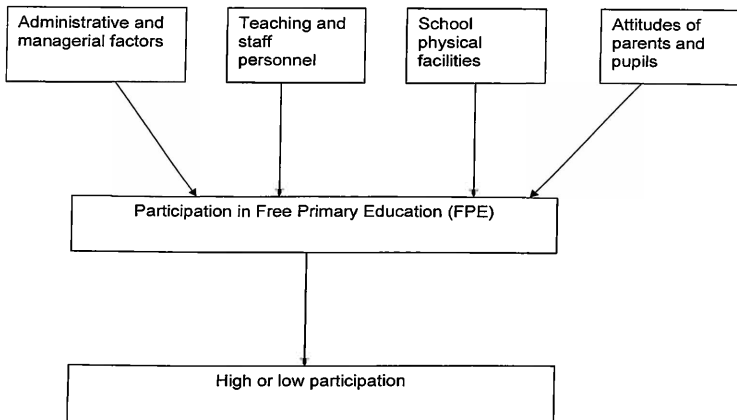 Administrative and
managerial factors
Teaching and
staff
personnel
School
physical
facilities
Attitudes of
parents and
pupils
Participation in Free Primary Education (FPE)
High or low participation